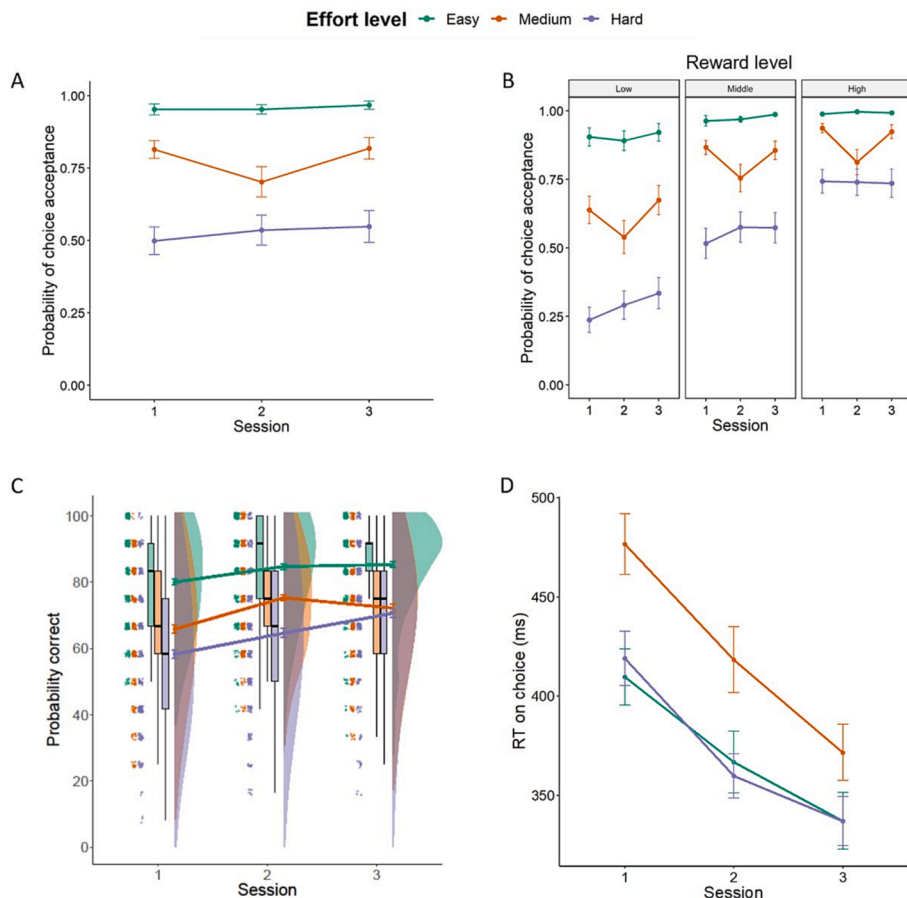 Effort level Easy Medium Hard
A
Probability of choice acceptance
1.00
0.75
0.50
0.25
0.00
1 2 3
Session
B
Reward level
Low Middle High
Probability of choice acceptance
1.00
0.75
0.50
0.25
0.00
1 2 3 1 2 3 1 2 3
Session
C
Probability correct
100
80
60
40
20
0
1 2 3
Session
D
RT on choice (ms)
500
450
400
350
1 2 3
Session